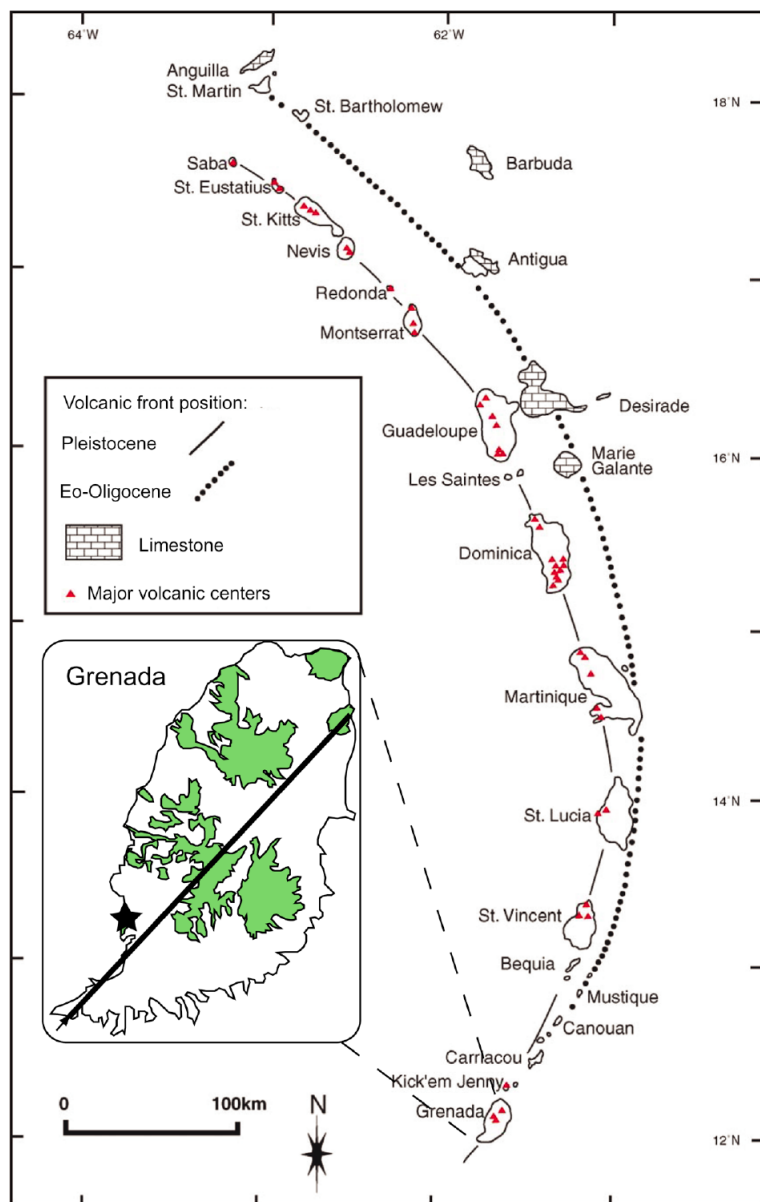 64°W
62°W
Anguilla
St. Martin
St. Bartholomew
18°N
Saba
St. Eustatius
Barbuda
St. Kitts
Nevis
Antigua
Redonda
Montserrat
Volcanic front position:
Pleistocene
Eo-Oligocene
Limestone
Major volcanic centers
Desirade
Guadeloupe
Marie
Galante
16°N
Les Saintes
Dominica
Grenada
Martinique
St. Lucia
14°N
St. Vincent
Bequia
Mustique
Canouan
Carriacou
Kick'em Jenny
Grenada
12°N
0
100km
N